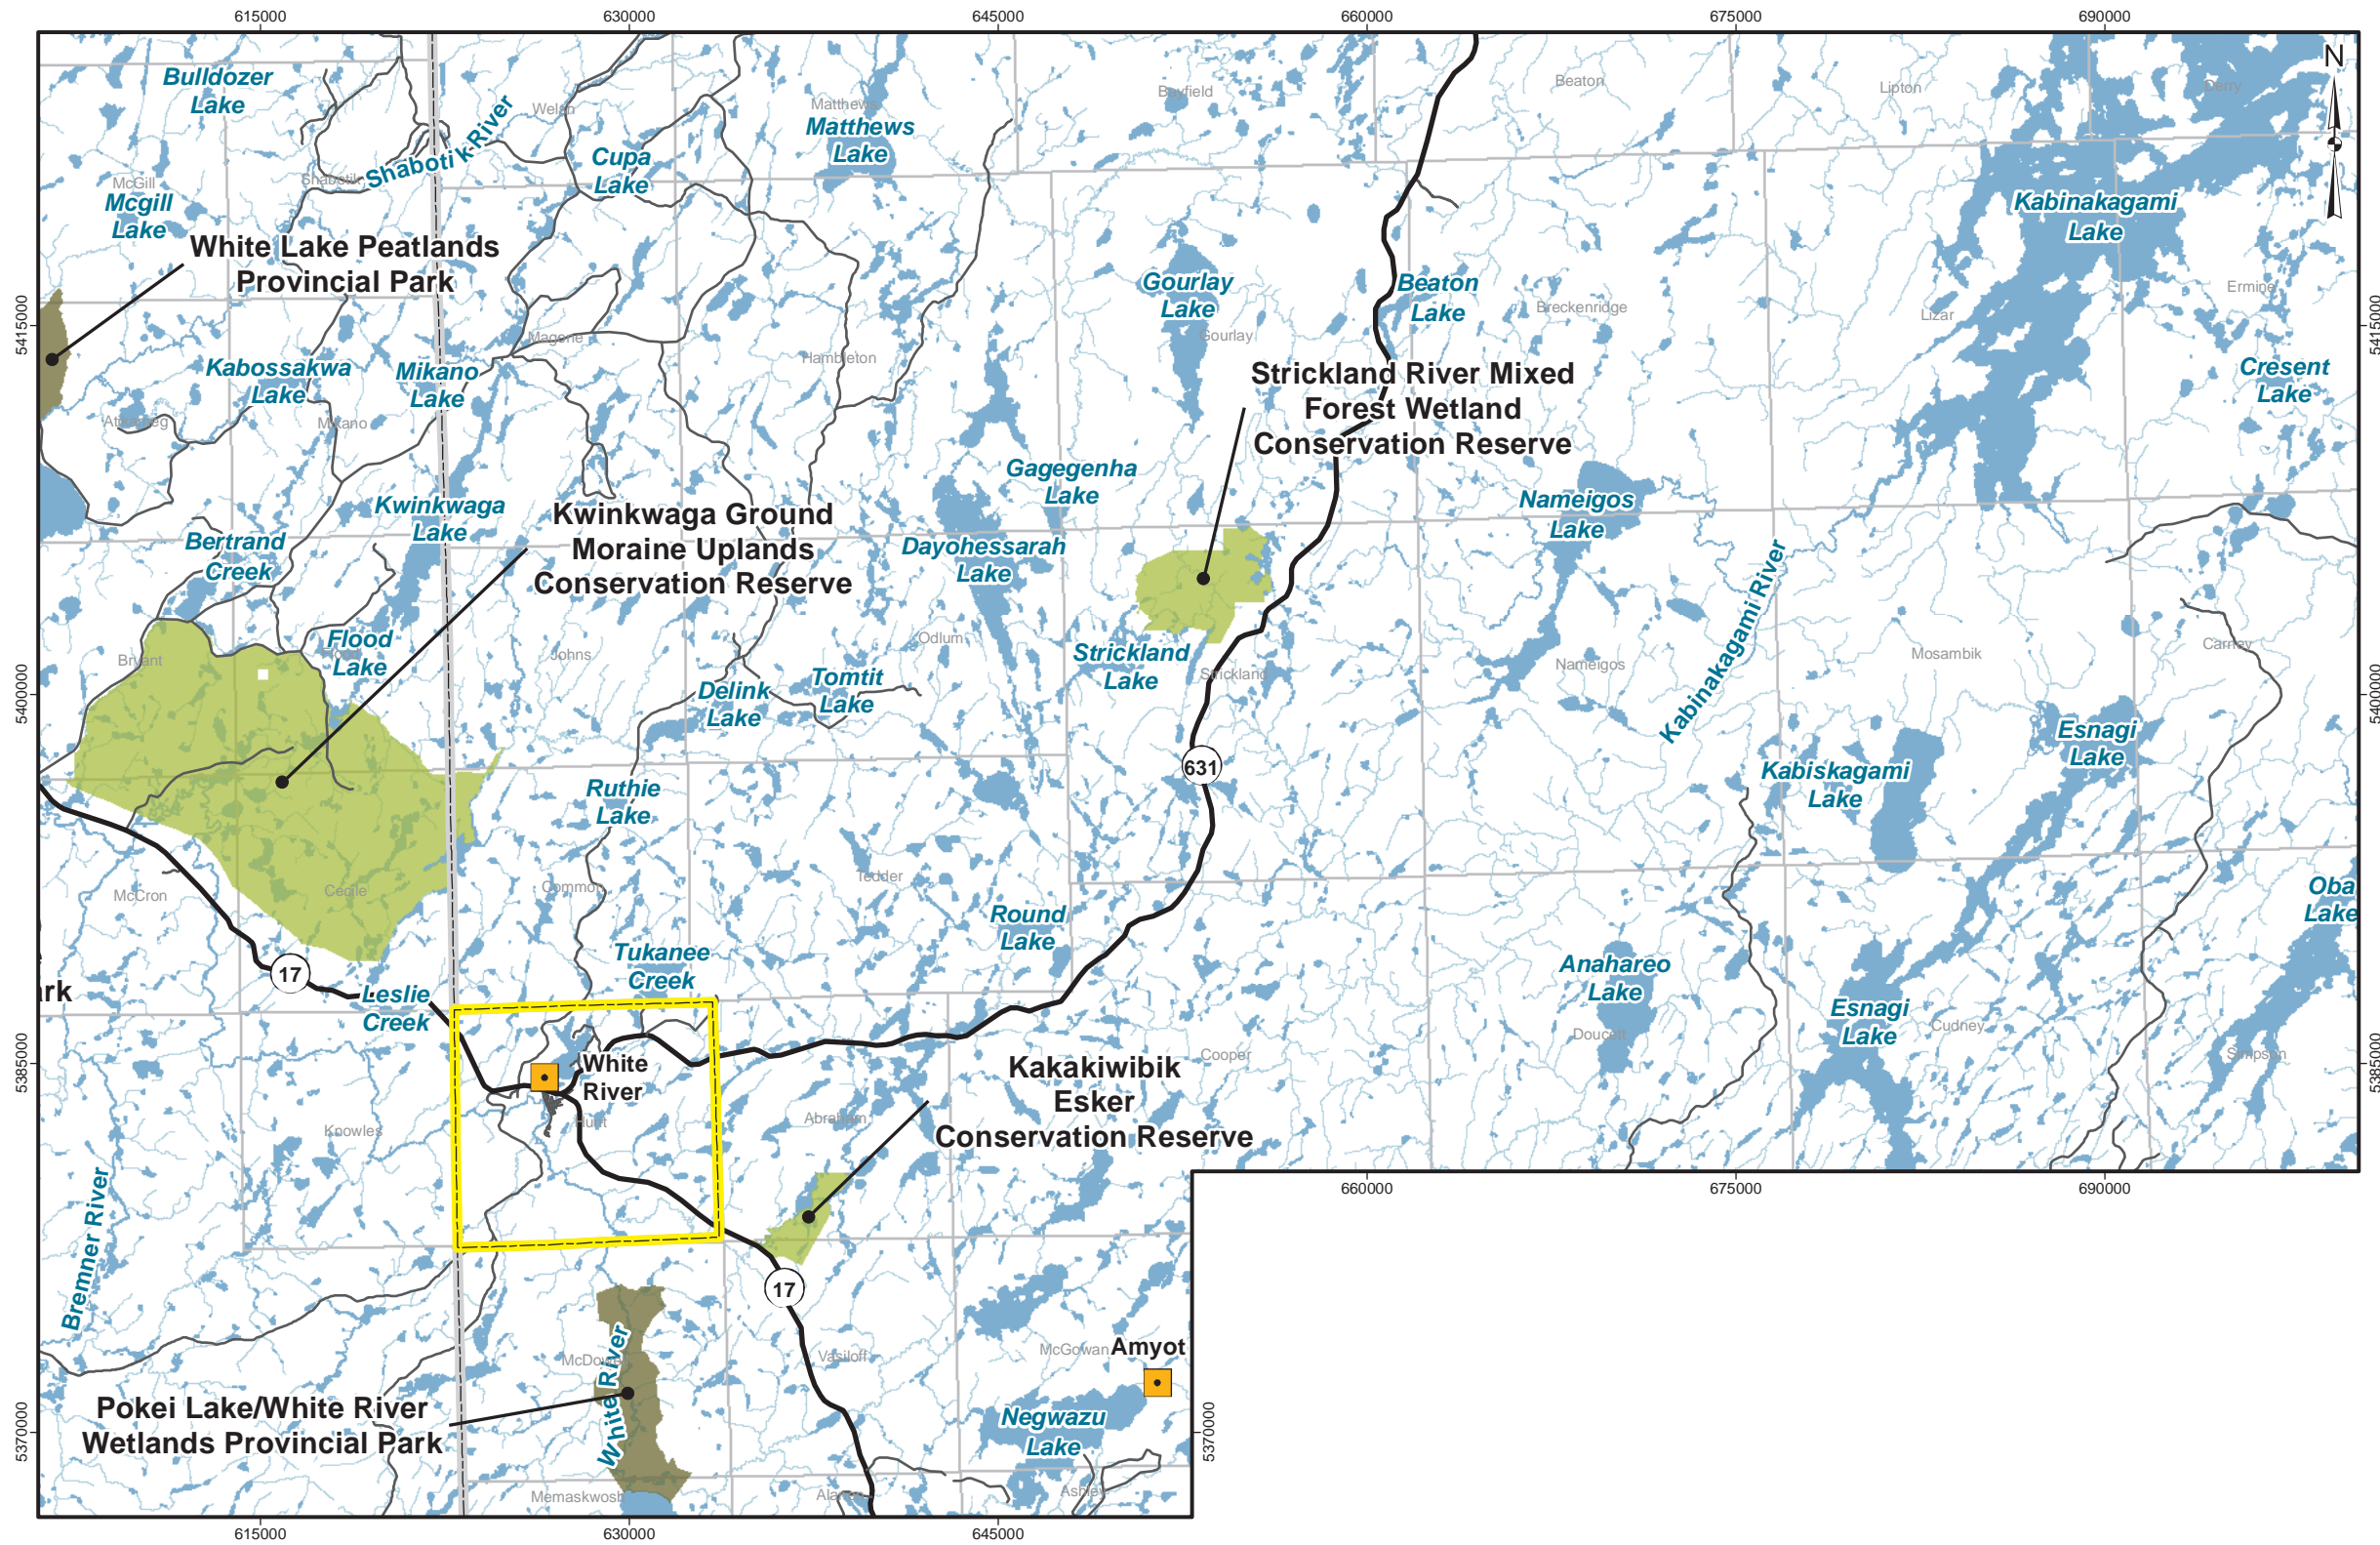 615000
630000
645000
660000
675000
690000
N
Bulldozer
Lake
Shabotik River
Welsh
Matthews
Matthews
Lake
Bayfield
Beaton
Lipton
Derry
McGill
Mcgill
Lake
Shabotik
Cupa
Lake
Kabinakagami
Lake
White Lake Peatlands
Provincial Park
Gourlay
Lake
Gourlay
Beaton
Lake
Breckenridge
Lizar
Ermine
5415000
5415000
Magone
Hambleton
Kabossakwa
Lake
Mikano
Lake
Mikano
Strickland River Mixed
Forest Wetland
Conservation Reserve
Cresent
Lake
Gagegenha
Lake
Nameigos
Lake
Kwinkwaga
Lake
Kwinkwaga Ground
Moraine Uplands
Conservation Reserve
Bertrand
Creek
Dayohessarah
Lake
Kabinakagami River
Flood
Lake
Bryant
Johns
Odlum
Strickland
Lake
Strickland
Nameigos
Mosambik
Carney
5400000
5400000
Delink
Lake
Tomtit
Lake
631
Esnagi
Lake
Kabiskagami
Lake
Ruthie
Lake
McCron
Cecile
Common
Tedder
Round
Lake
Oba
Lake
Tukanee
Creek
17
ark
Leslie
Creek
Anahareo
Lake
Doucett
Esnagi
Lake
Cudney
Simpson
5385000
5385000
White
River
Hunt
Kakakiwibik
Esker
Conservation Reserve
Cooper
Abraham
Knowles
660000
675000
690000
Bremner River
17
McDowell
White River
Vasiloff
McGowan
Amyot
Pokei Lake/White River
Wetlands Provincial Park
Negwazu
Lake
5370000
5370000
Memaskwosh
Ashley
615000
630000
645000